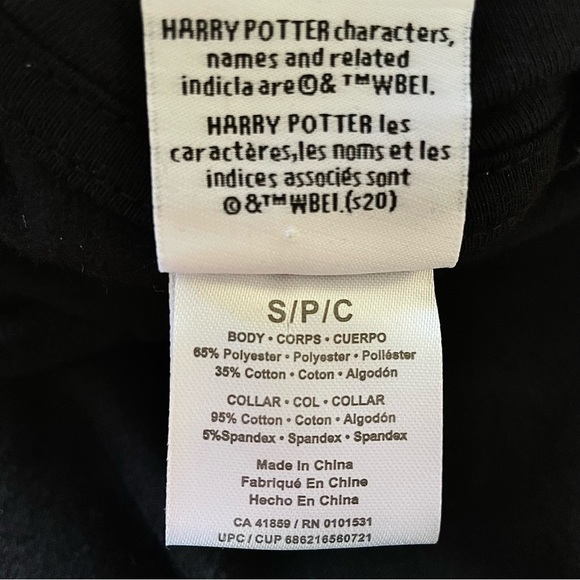 HARRY POTTER characters,
names and related
indicia are©& ™WBEI.
HARRY POTTER les
caractères,les noms et les
indices associés sont
©&™WBEI.(s20)
S/P/C
BODY • CORPS • CUERPO
65% Polyester • Polyester • Poliéster
35% Cotton • Coton • Algodón
COLLAR • COL • COLLAR
95% Cotton • Coton • Algodón
5%Spandex • Spandex • Spandex
Made In China
Fabriqué En Chine
Hecho En China
CA 41859 / RN 0101531
UPC / CUP 686216560721